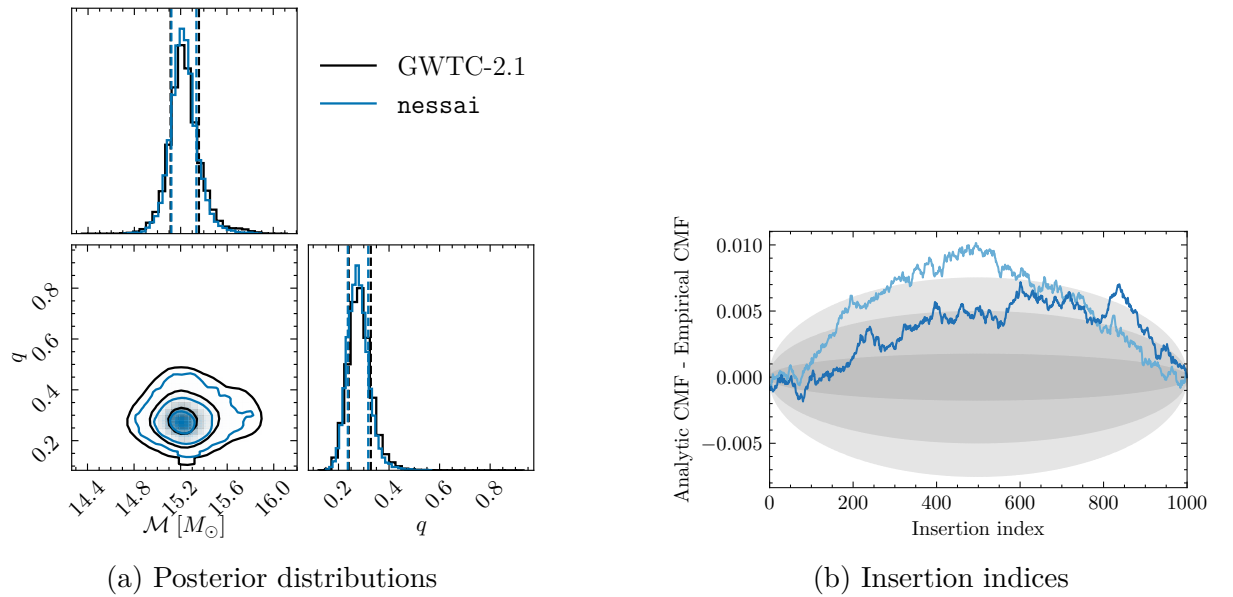 GWTC-2.1
nessai
q
0.8
0.6
0.4
0.2
14.4
14.8
15.2
15.6
16.0
ℳ [M⊙]
0.2
0.4
0.6
0.8
q
(a) Posterior distributions
Analytic CMF - Empirical CMF
0.010
0.005
0.000
−0.005
0
200
400
600
800
1000
Insertion index
(b) Insertion indices